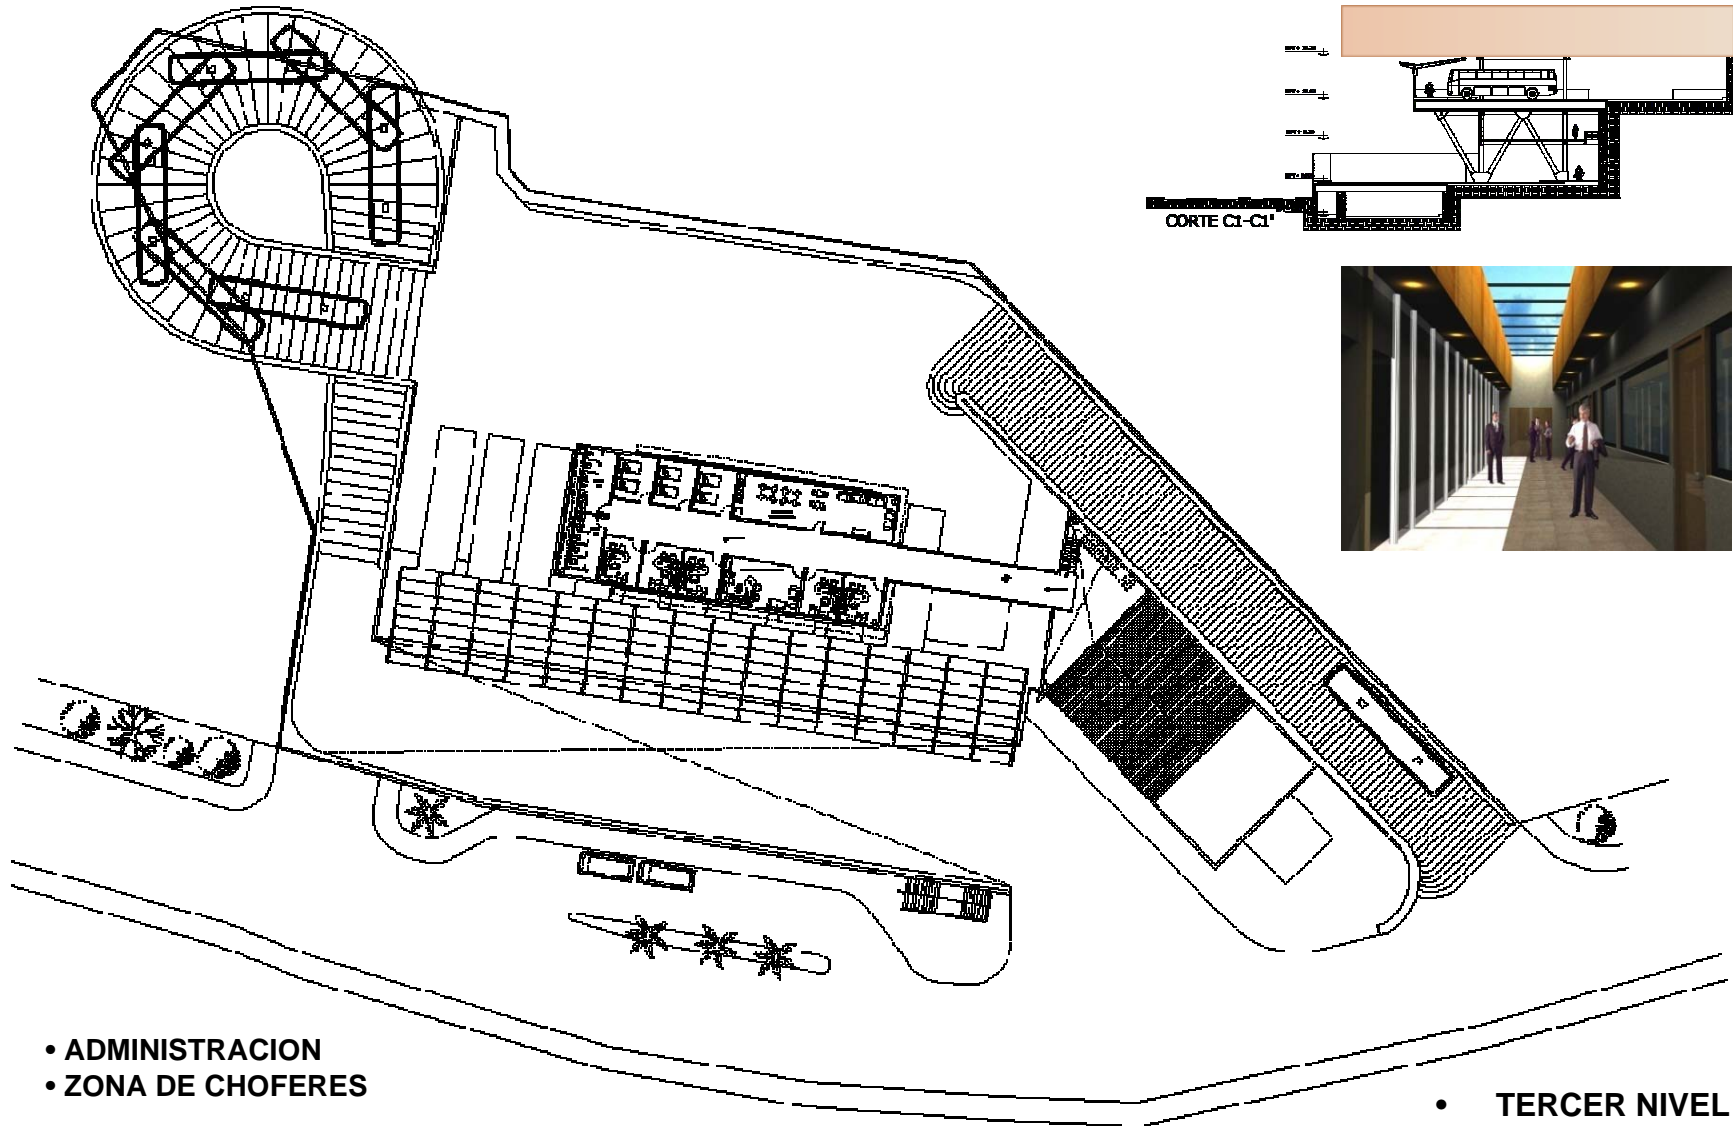 CORTE C1-C1'
• ADMINISTRACION
• ZONA DE CHOFERES
• TERCER NIVEL